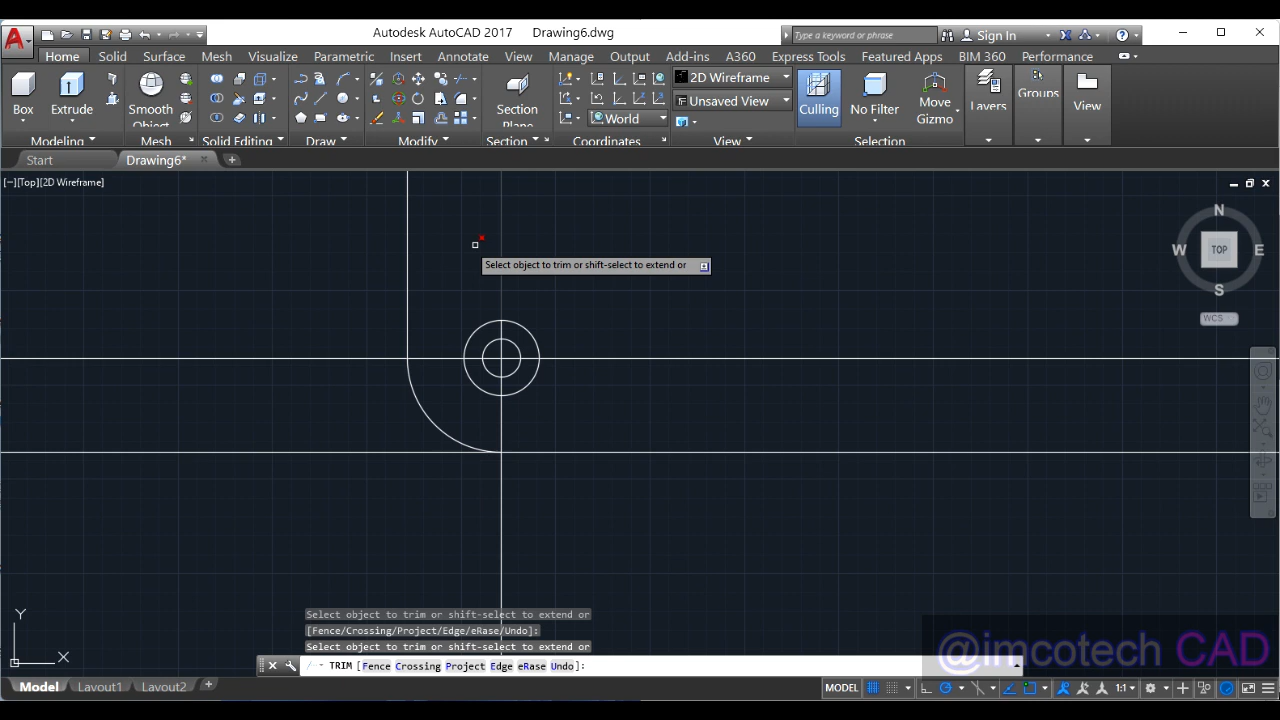 Autodesk AutoCAD 2017 Drawing6.dwg
Type a keyword or phrase
Sign In
Home Solid Surface Mesh Visualize Parametric Insert Annotate View Manage Output Add-ins A360 Express Tools Featured Apps BIM 360 Performance
2D Wireframe
Unsaved View
World
Box Extrude Smooth Object Section Plane Culling No Filter Move Gizmo Layers Groups View
Modeling Mesh Solid Editing Draw Modify Section Coordinates View Selection
Start Drawing6*
[−][Top][2D Wireframe]
N
W TOP E
S
WCS
Select object to trim or shift-select to extend or
Select object to trim or shift-select to extend or
[Fence/Crossing/Project/Edge/eRase/Undo]:
Select object to trim or shift-select to extend or
TRIM [Fence Crossing Project Edge eRase Undo]:
Y
X
@imcotech CAD
Model Layout1 Layout2
MODEL 1:1